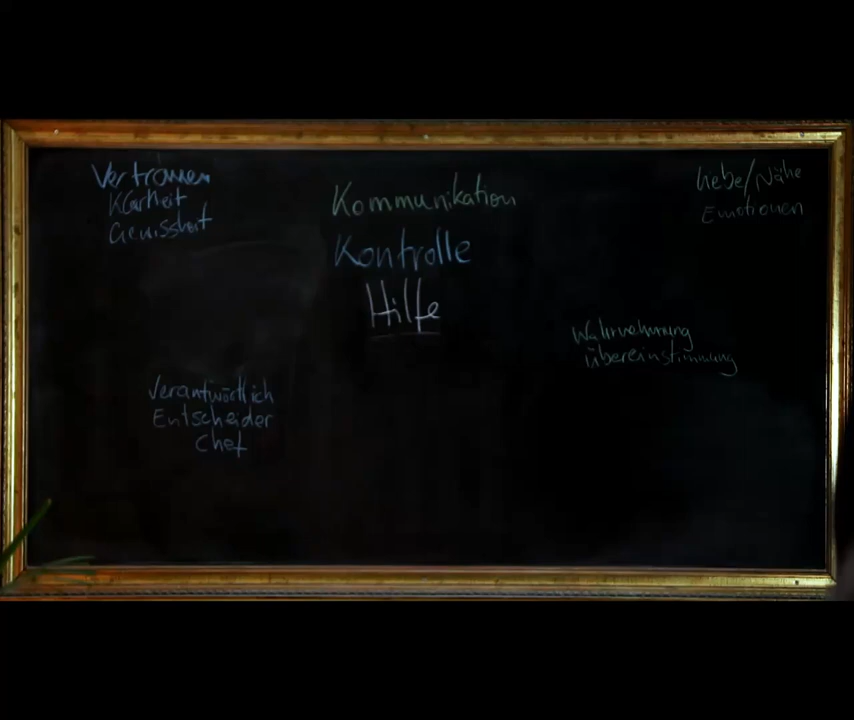 Vertrauen
Klarheit
Gewissheit
Kommunikation
Kontrolle
Hilfe
Liebe/Nähe
Emotionen
Wahrnehmung
Übereinstimmung
Verantwortlich
Entscheider
Chef